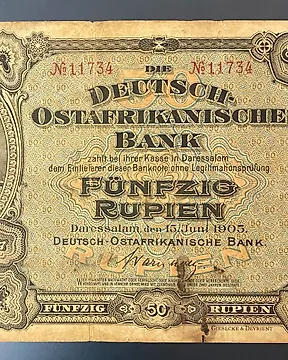 №11734 DIE №11734
DEUTSCH-
OSTAFRIKANISCHE
BANK
zahlt bei ihrer Kasse in Daressalam
dem Einlieferer dieser Banknote ohne Legitimationsprüfung
FÜNFZIG
RUPIEN
Daressalam den 15. Juni 1905.
DEUTSCH-OSTAFRIKANISCHE BANK.
FÜNFZIG 50 RUPIEN
GIESECKE & DEVRIENT